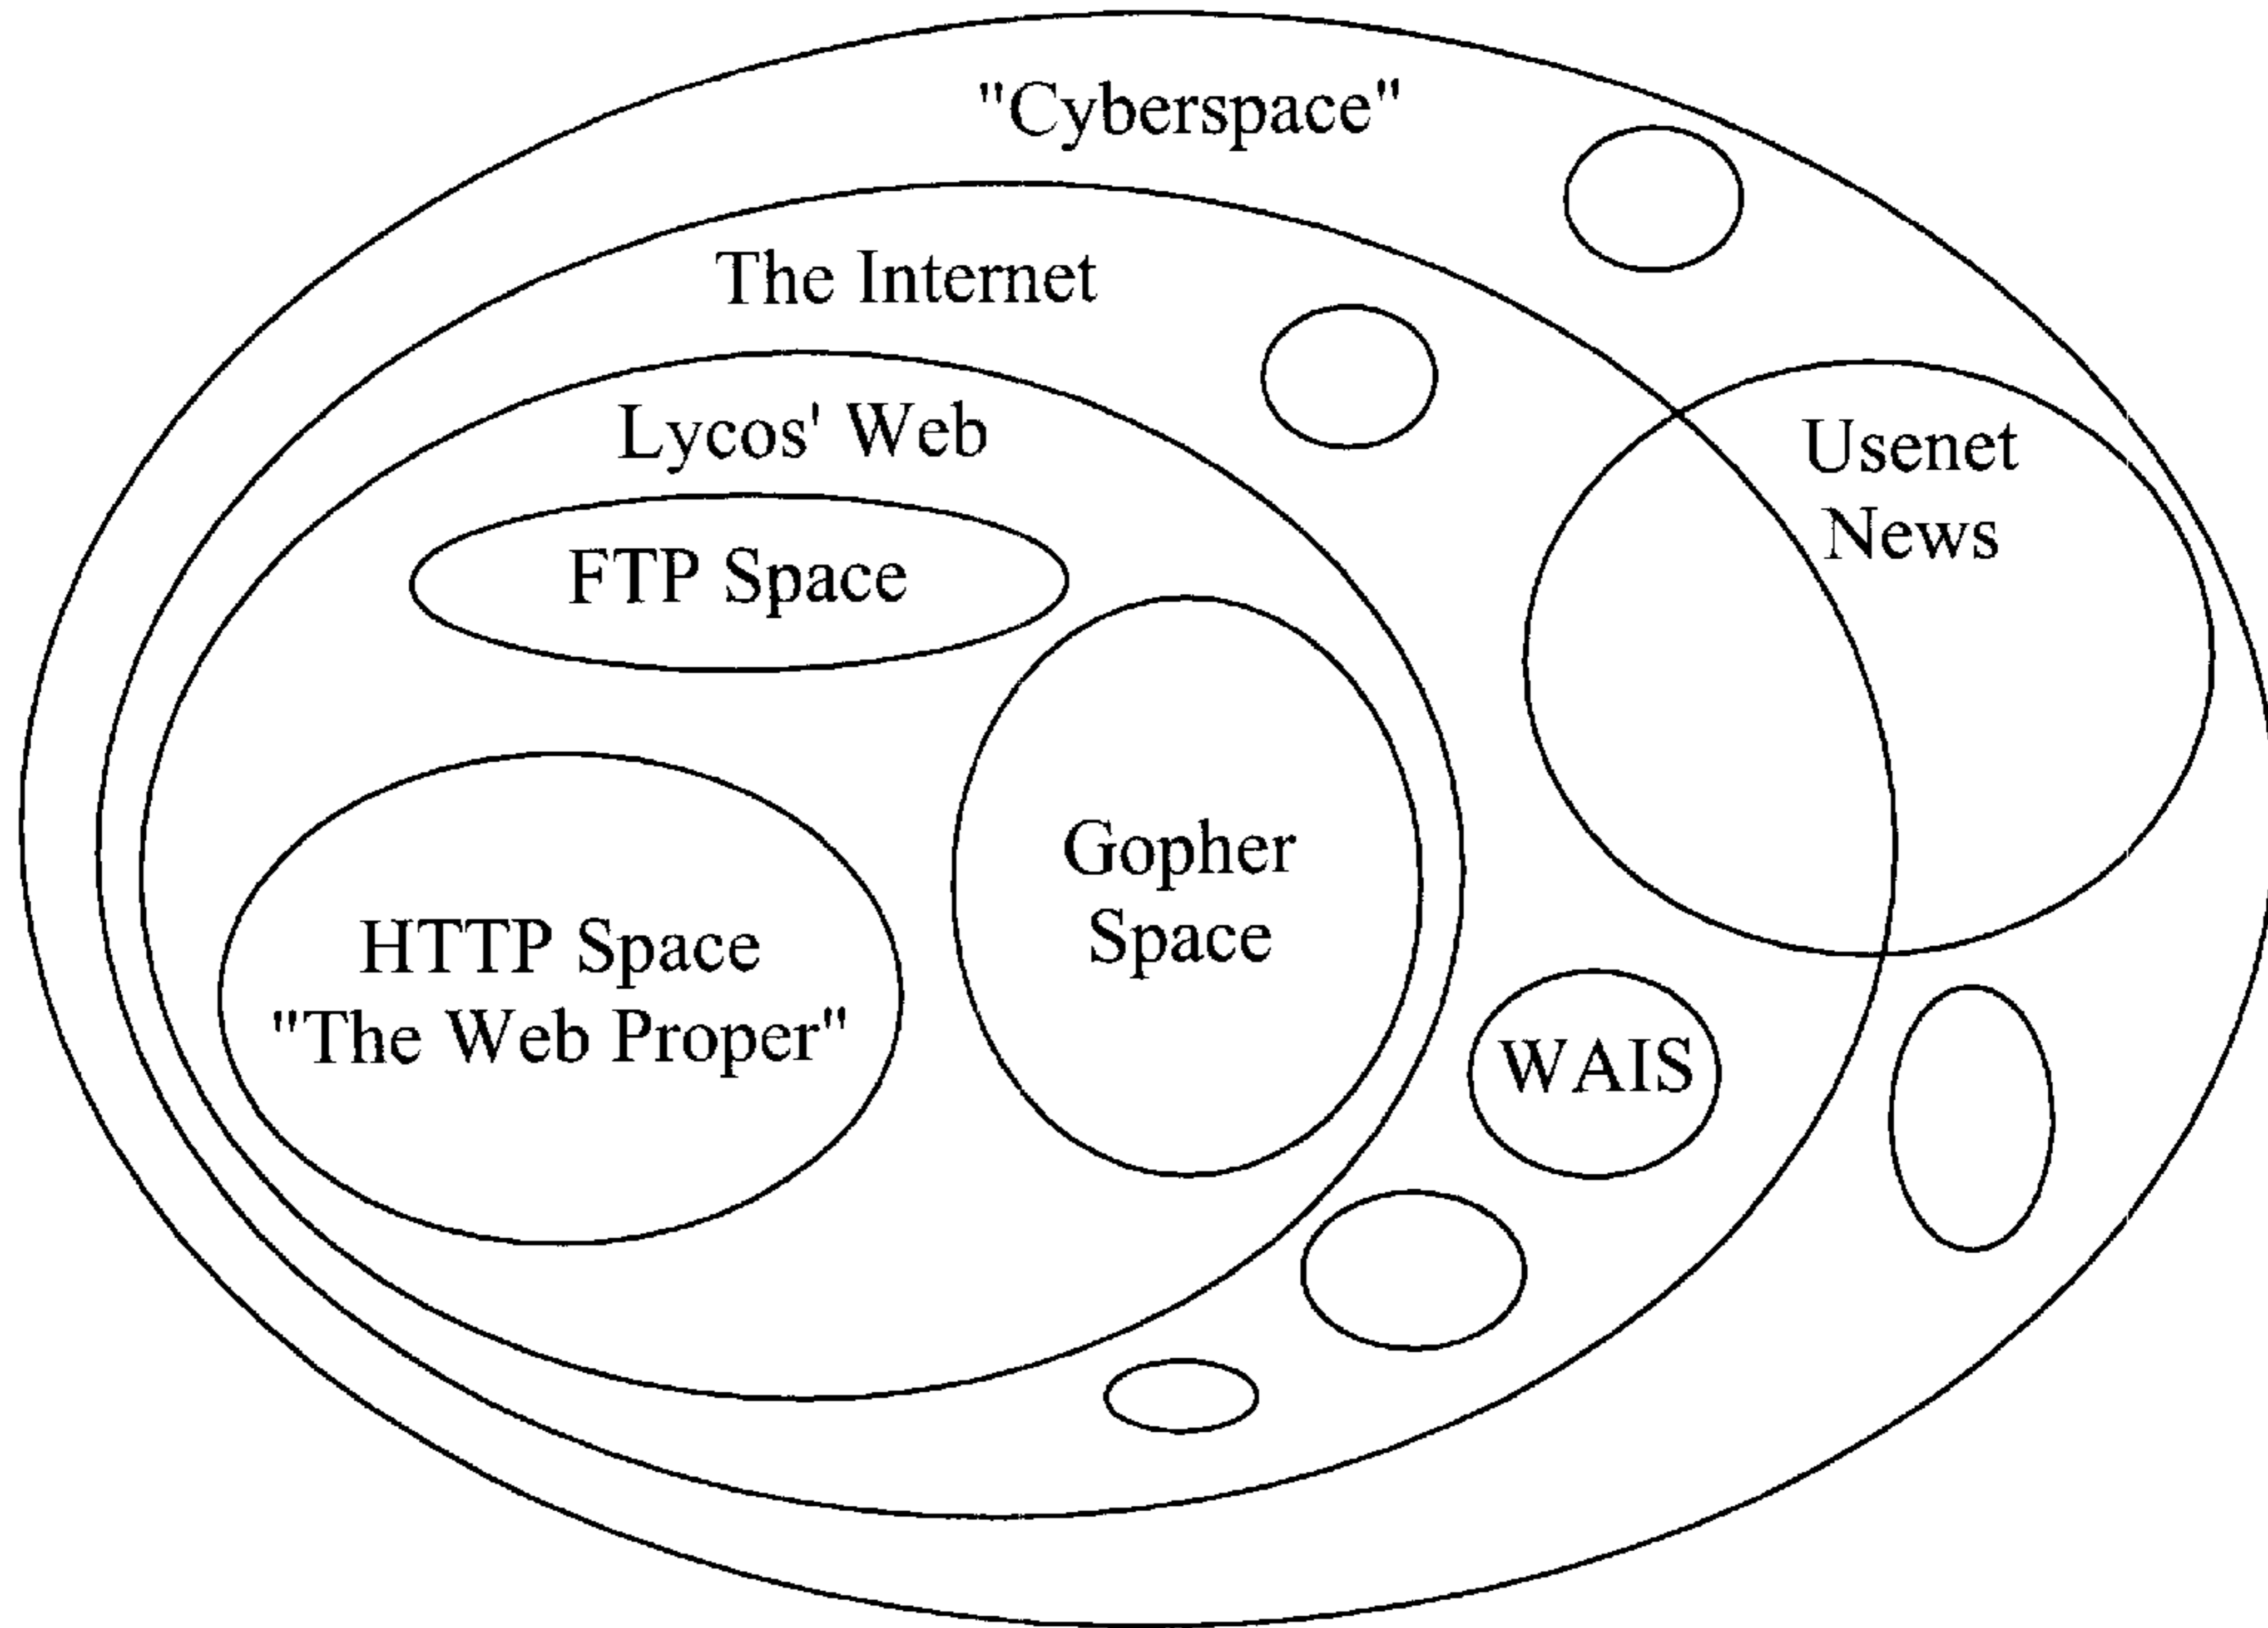 "Cyberspace"
The Internet
Lycos' Web
FTP Space
HTTP Space
"The Web Proper"
Gopher
Space
Usenet
News
WAIS